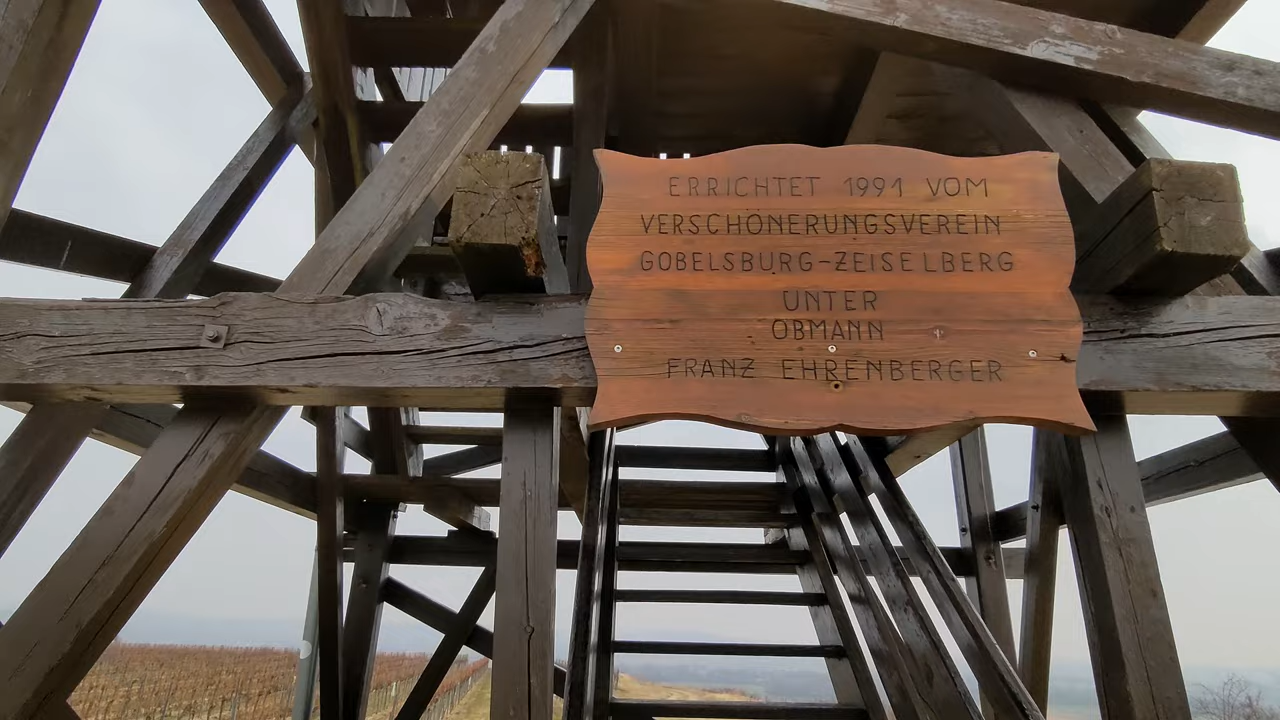 ERRICHTET 1991 VOM
VERSCHÖNERUNGSVEREIN
GOBELSBURG-ZEISELBERG
UNTER
OBMANN
FRANZ EHRENBERGER